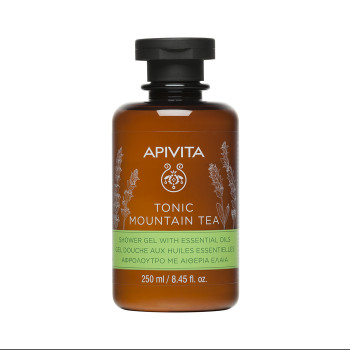 APIVITA
TONIC
MOUNTAIN TEA
SHOWER GEL WITH ESSENTIAL OILS
GEL DOUCHE AUX HUILES ESSENTIELLES
ΑΦΡΟΛΟΥΤΡΟ ΜΕ ΑΙΘΕΡΙΑ ΕΛΑΙΑ
250 ml / 8.45 fl. oz.